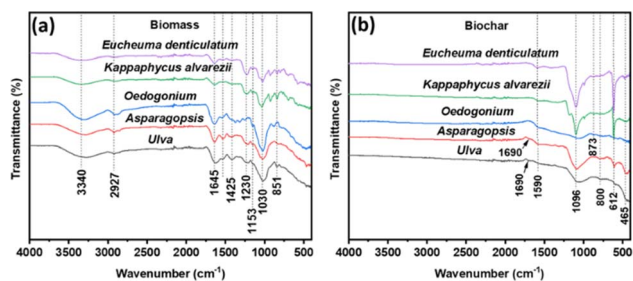 (a)
Biomass
Eucheuma denticulatum
Kappaphycus alvarezii
Oedogonium
Asparagopsis
Ulva
3340
2927
1645
1425
1230
1153
1030
851
Transmittance (%)
4000 3500 3000 2500 2000 1500 1000 500
Wavenumber (cm-1)
(b)
Biochar
Eucheuma denticulatum
Kappaphycus alvarezii
Oedogonium
Asparagopsis
Ulva
1690
873
1690
1590
1096
800
612
465
Transmittance (%)
4000 3500 3000 2500 2000 1500 1000 500
Wavenumber (cm-1)